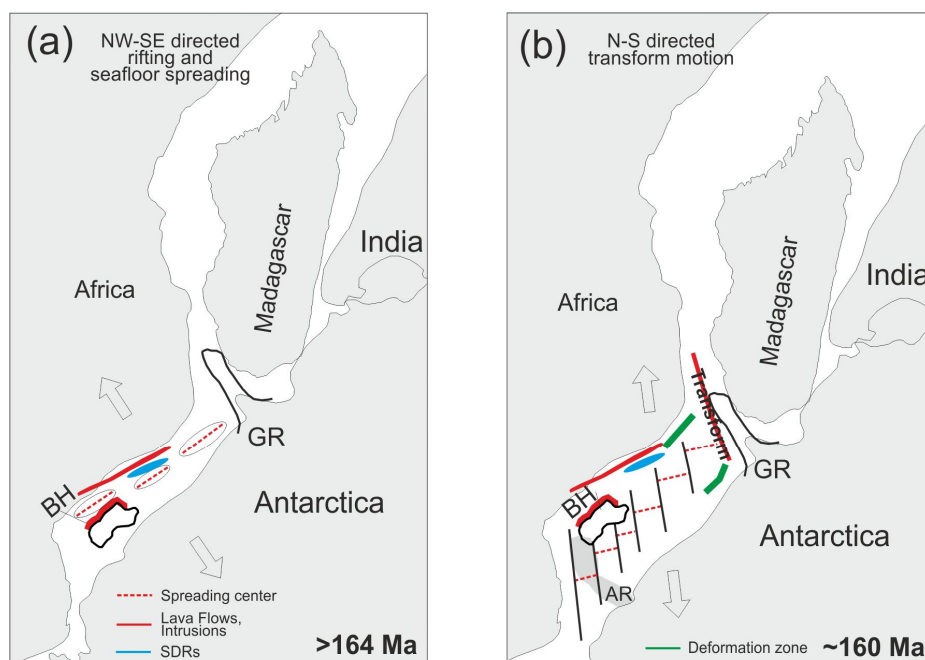 (a)
NW-SE directed
rifting and
seafloor spreading
Madagascar
India
Africa
GR
BH
Antarctica
Spreading center
Lava Flows,
Intrusions
SDRs
>164 Ma
(b)
N-S directed
transform motion
Madagascar
India
Africa
Transform
GR
BH
Antarctica
AR
Deformation zone
~160 Ma